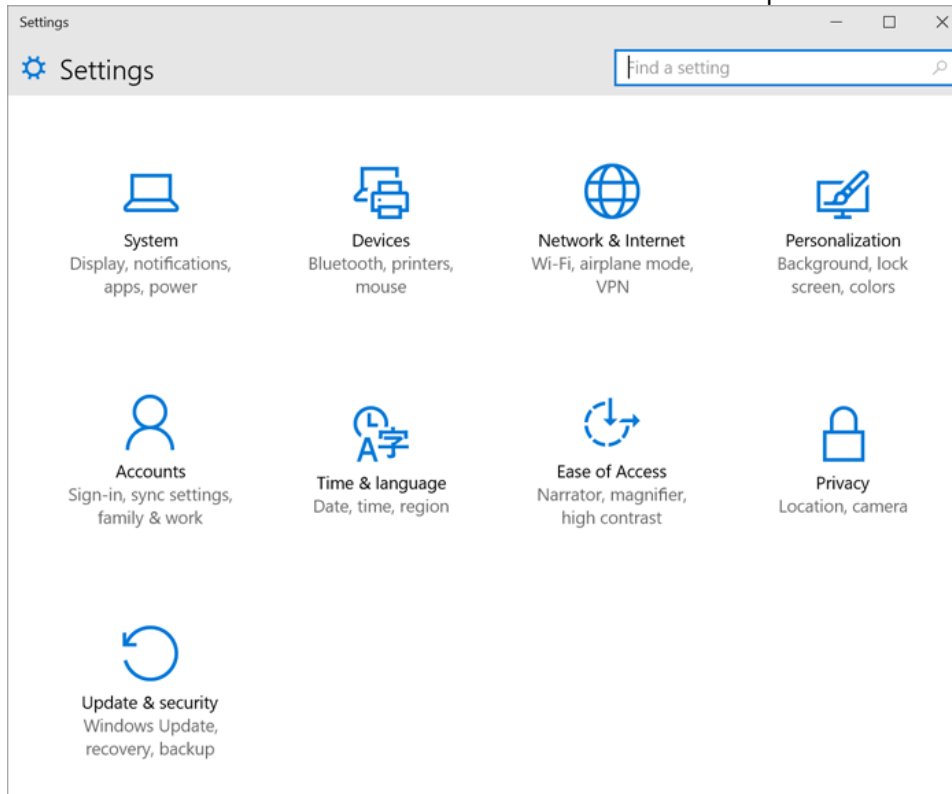 Settings
Settings
Find a setting
System
Display, notifications,
apps, power
Devices
Bluetooth, printers,
mouse
Network & Internet
Wi-Fi, airplane mode,
VPN
Personalization
Background, lock
screen, colors
Accounts
Sign-in, sync settings,
family & work
A字
Time & language
Date, time, region
Ease of Access
Narrator, magnifier,
high contrast
Privacy
Location, camera
Update & security
Windows Update,
recovery, backup